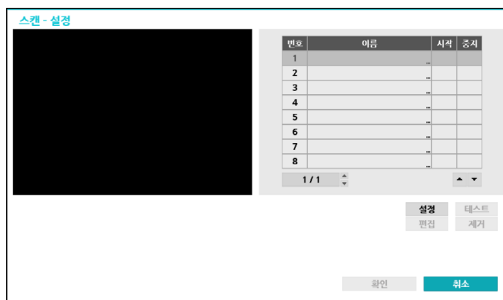 스캔 - 설정
번호 이름 시작 중지
1 ...
2 ...
3 ...
4 ...
5 ...
6 ...
7 ...
8 ...
1 / 1
설정 테스트
편집 제거
확인 취소